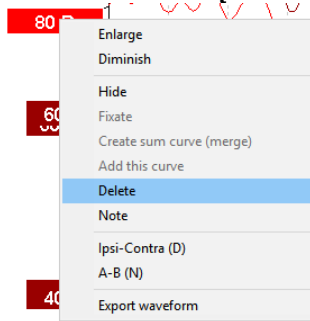 80
Enlarge
Diminish
Hide
60
Fixate
Create sum curve (merge)
Add this curve
Delete
Note
Ipsi-Contra (D)
A-B (N)
40
Export waveform